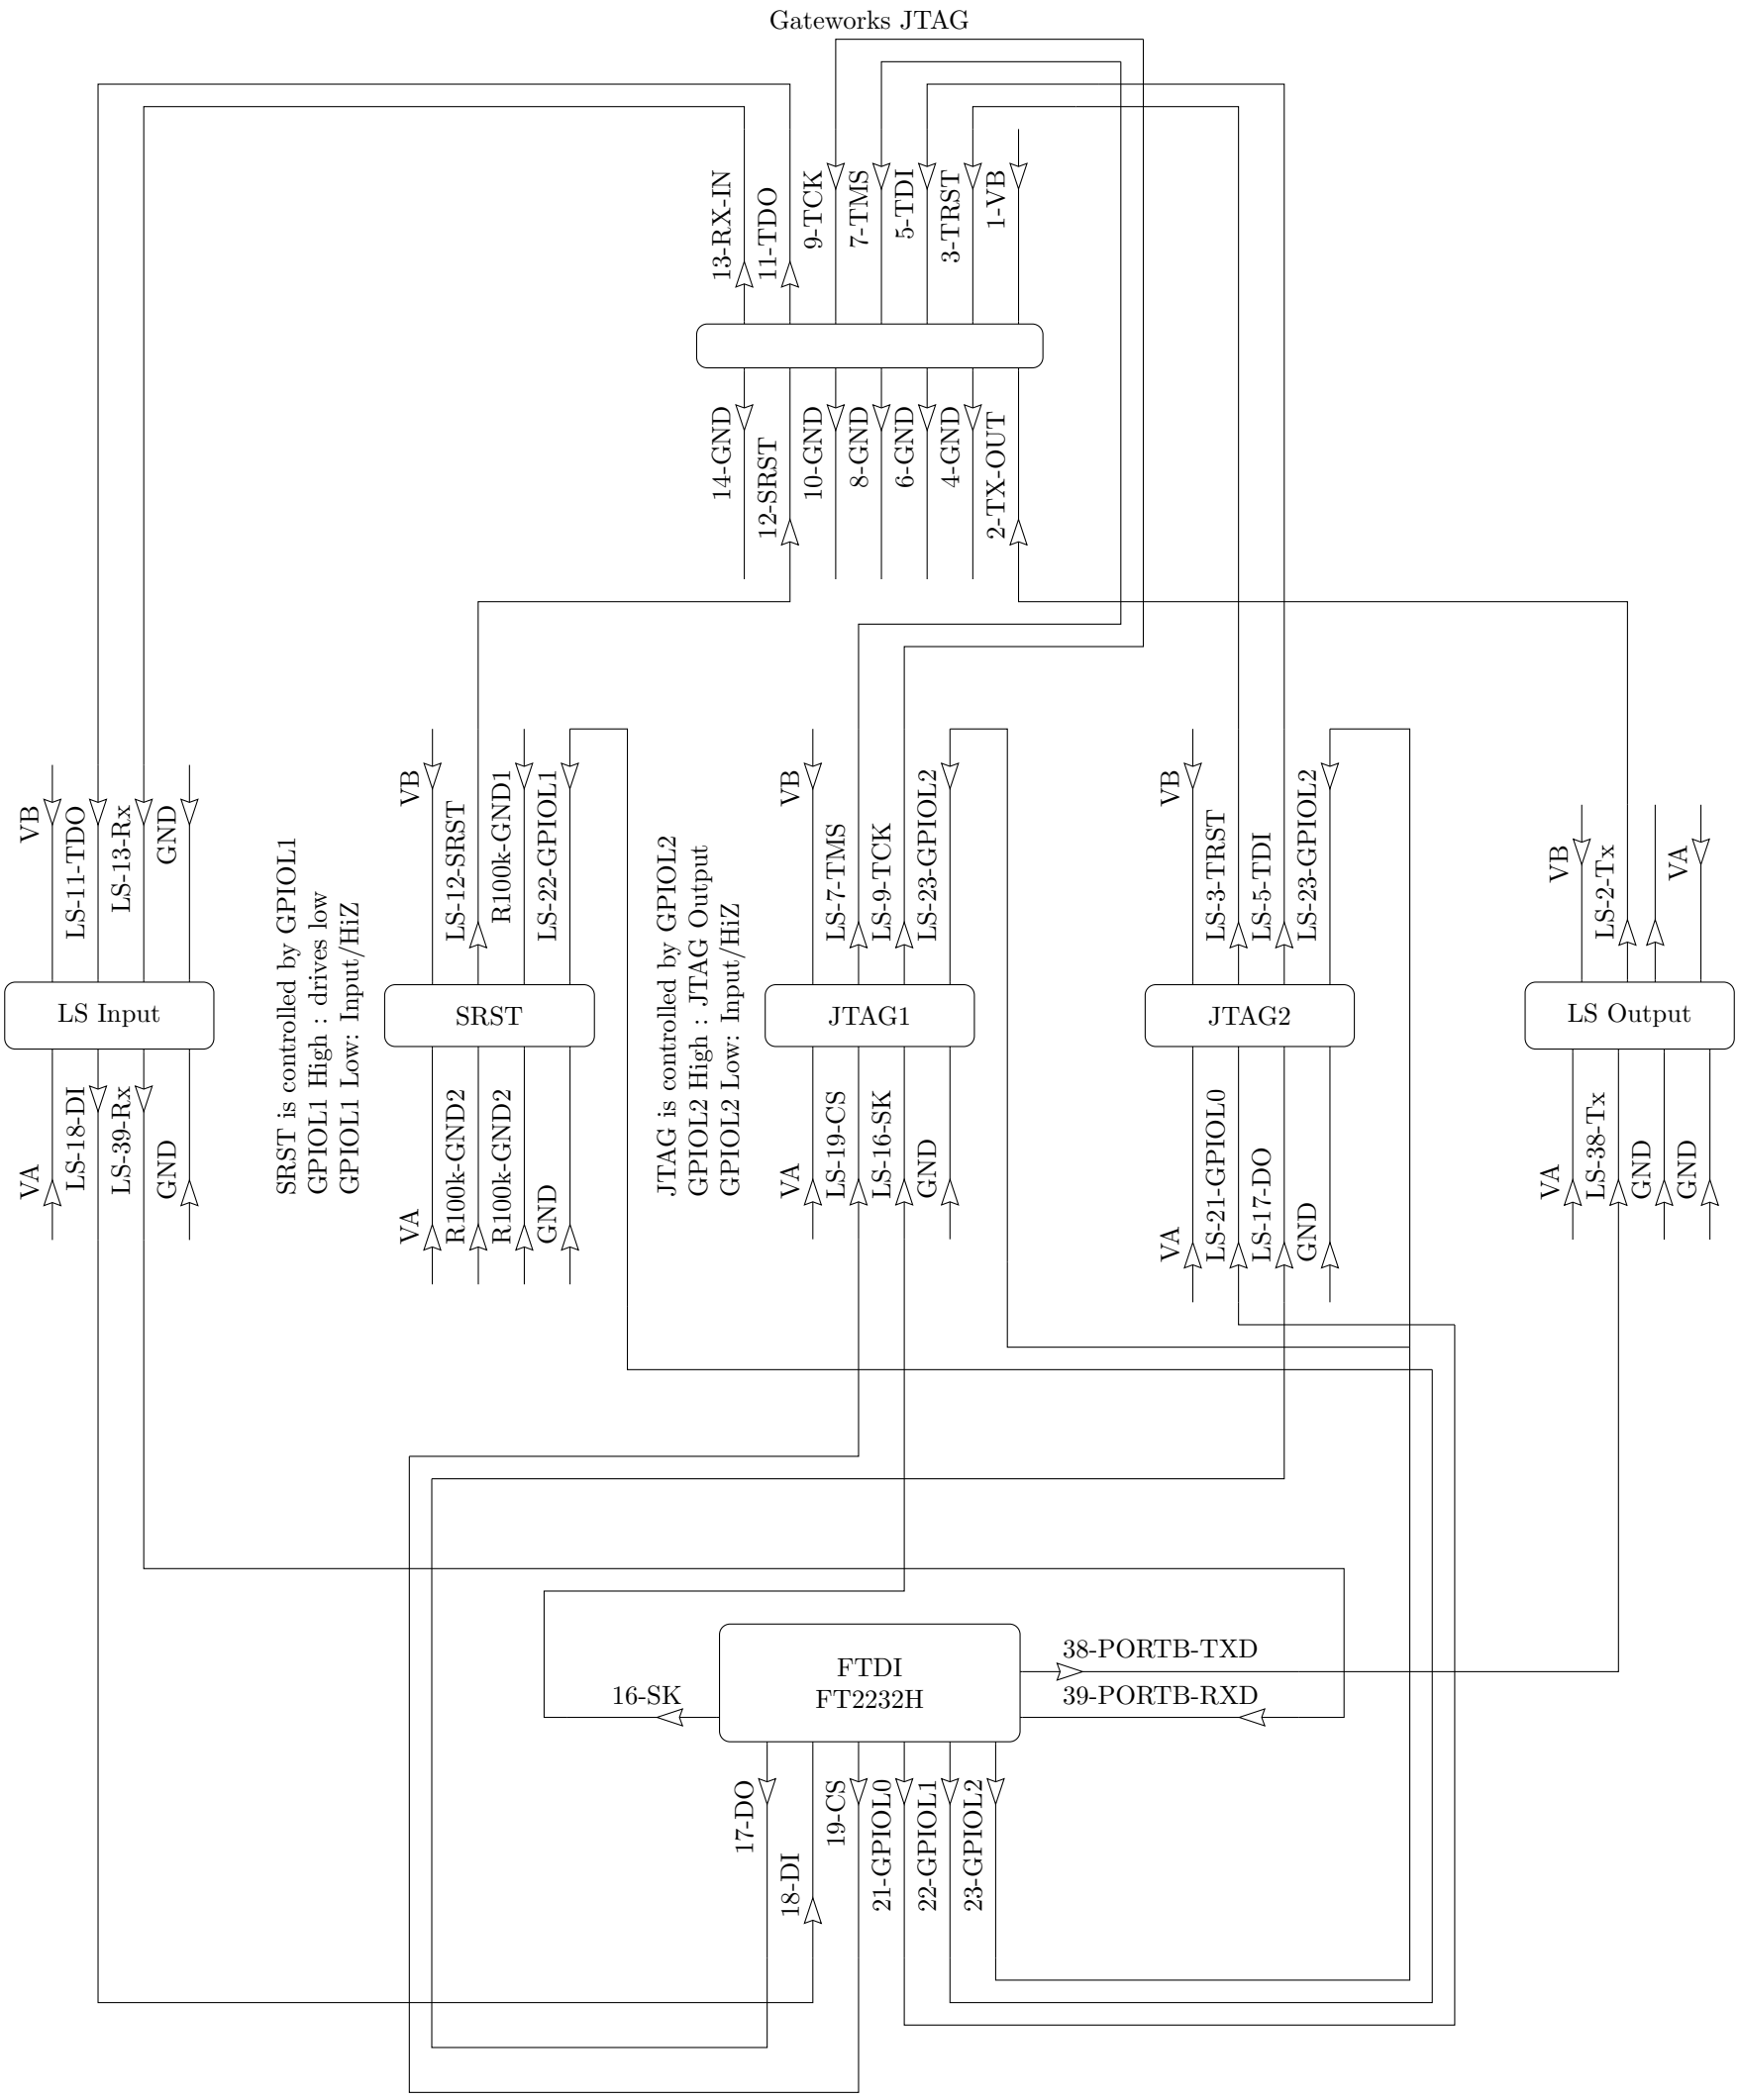 Gateworks JTAG
13-RX-IN
11-TDO
9-TCK
7-TMS
5-TDI
3-TRST
1-VB
14-GND
12-SRST
10-GND
8-GND
6-GND
4-GND
2-TX-OUT
VB
LS-11-TDO
LS-13-Rx
GND
LS Input
VA
LS-18-DI
LS-39-Rx
GND
SRST is controlled by GPIOL1
GPIOL1 High : drives low
GPIOL1 Low: Input/HiZ
VB
LS-12-SRST
R100k-GND1
LS-22-GPIOL1
SRST
VA
R100k-GND2
R100k-GND2
GND
JTAG is controlled by GPIOL2
GPIOL2 High : JTAG Output
GPIOL2 Low: Input/HiZ
VB
LS-7-TMS
LS-9-TCK
LS-23-GPIOL2
JTAG1
VA
LS-19-CS
LS-16-SK
GND
VB
LS-3-TRST
LS-5-TDI
LS-23-GPIOL2
JTAG2
VA
LS-21-GPIOL0
LS-17-DO
GND
VB
LS-2-Tx
VA
LS Output
VA
LS-38-Tx
GND
GND
FTDI
FT2232H
38-PORTB-TXD
39-PORTB-RXD
16-SK
17-DO
18-DI
19-CS
21-GPIOL0
22-GPIOL1
23-GPIOL2